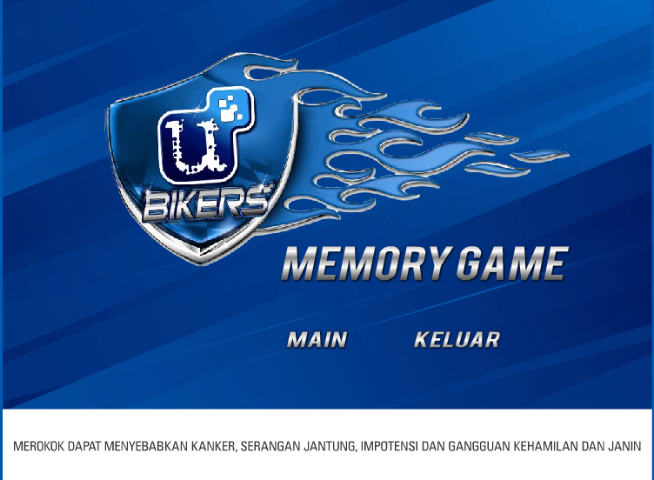 U
BIKERS
MEMORY GAME
MAIN KELUAR
MEROKOK DAPAT MENYEBABKAN KANKER, SERANGAN JANTUNG, IMPOTENSI DAN GANGGUAN KEHAMILAN DAN JANIN